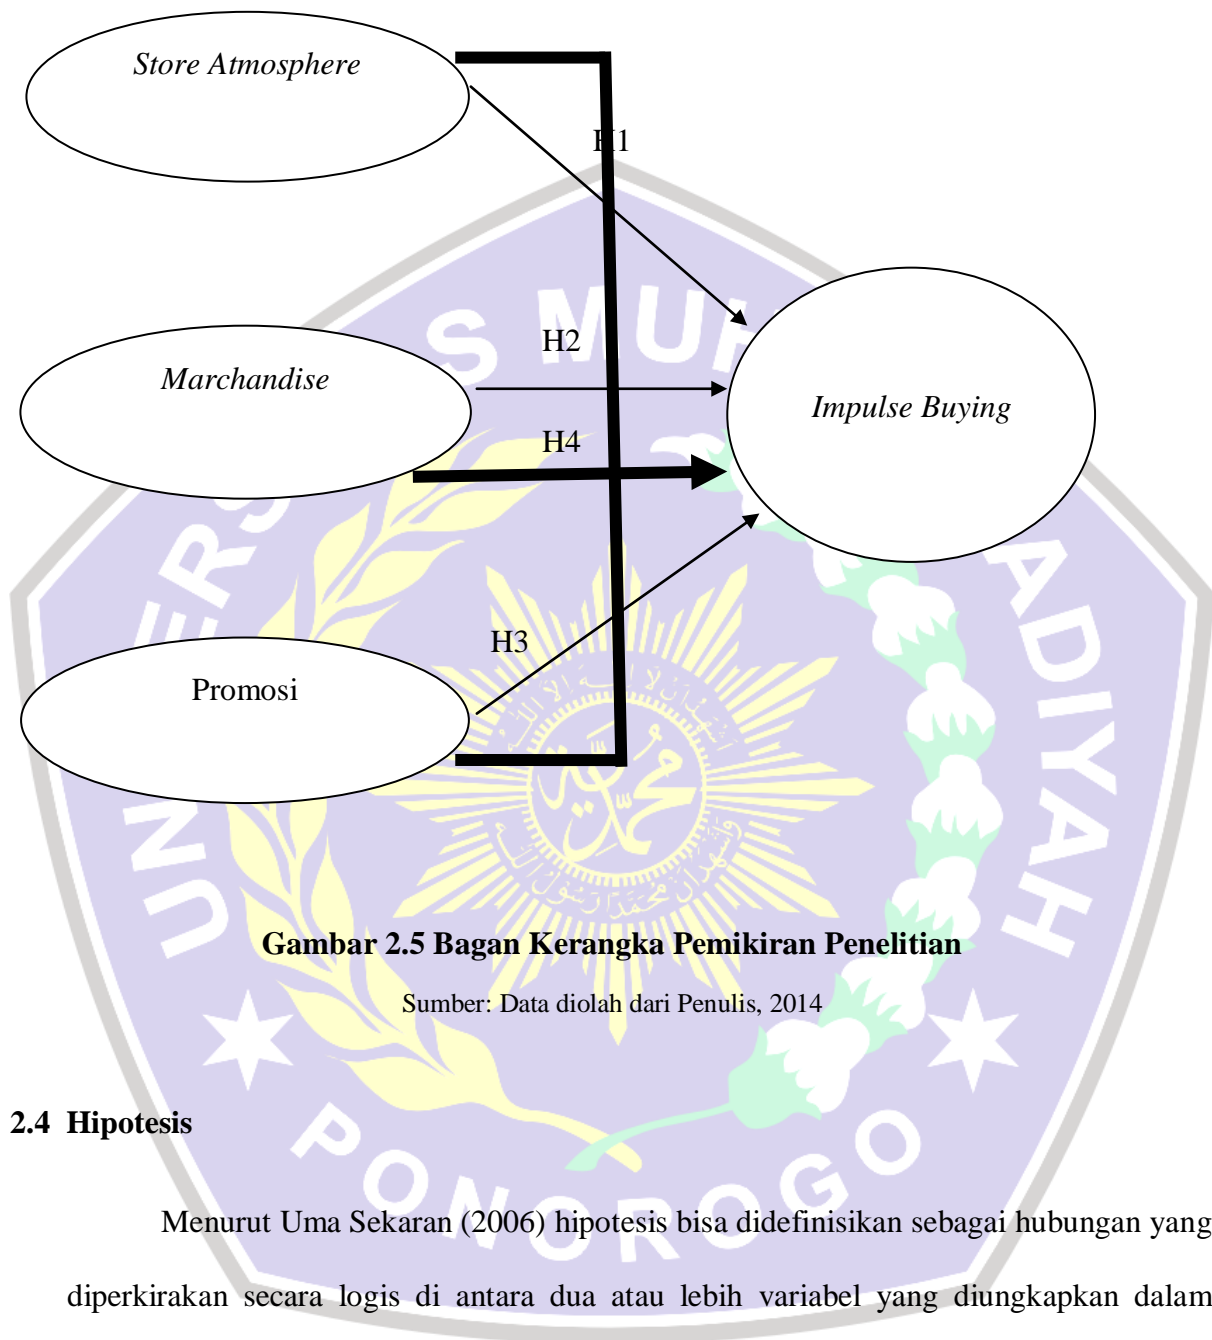 Store Atmosphere
H1
H2
Marchandise
Impulse Buying
H4
H3
Promosi
Gambar 2.5 Bagan Kerangka Pemikiran Penelitian
Sumber: Data diolah dari Penulis, 2014
2.4 Hipotesis
Menurut Uma Sekaran (2006) hipotesis bisa didefinisikan sebagai hubungan yang
diperkirakan secara logis di antara dua atau lebih variabel yang diungkapkan dalam
PONOROGO